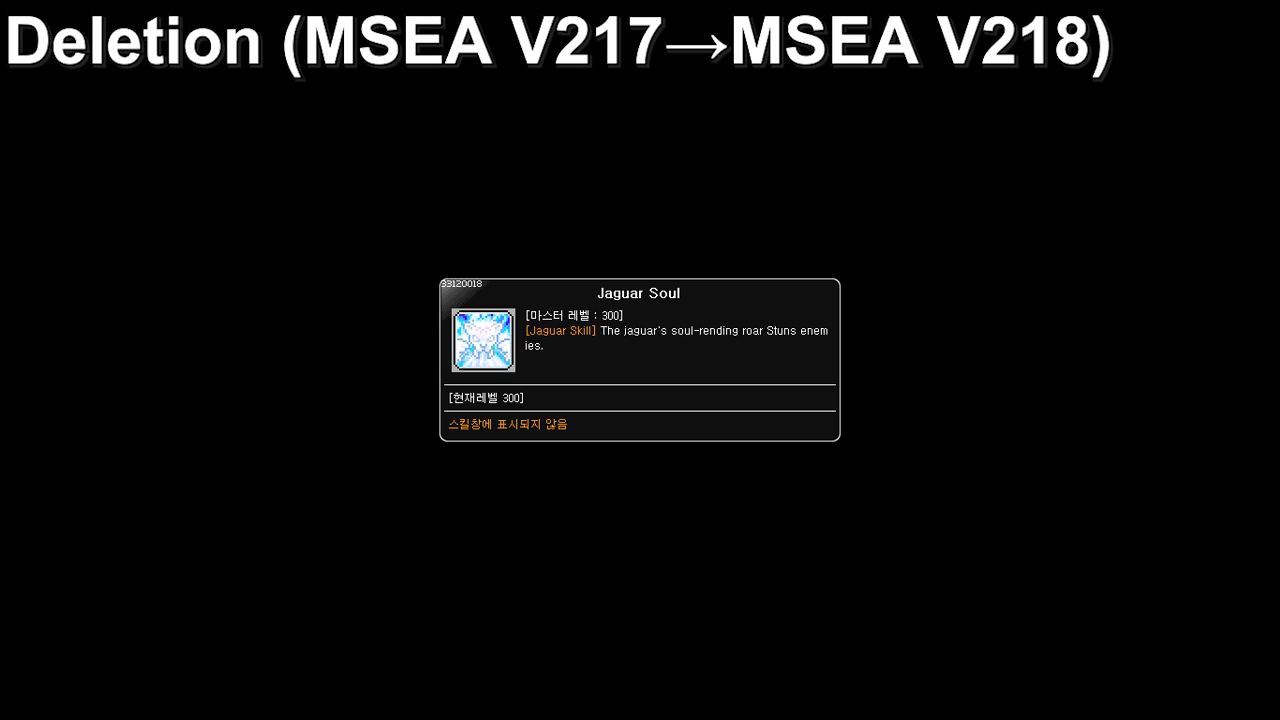 Deletion (MSEA V217→MSEA V218)
33120018
Jaguar Soul
[마스터 레벨 : 300]
[Jaguar Skill] The jaguar's soul-rending roar Stuns enem
ies.
[현재레벨 300]
스킬창에 표시되지 않음